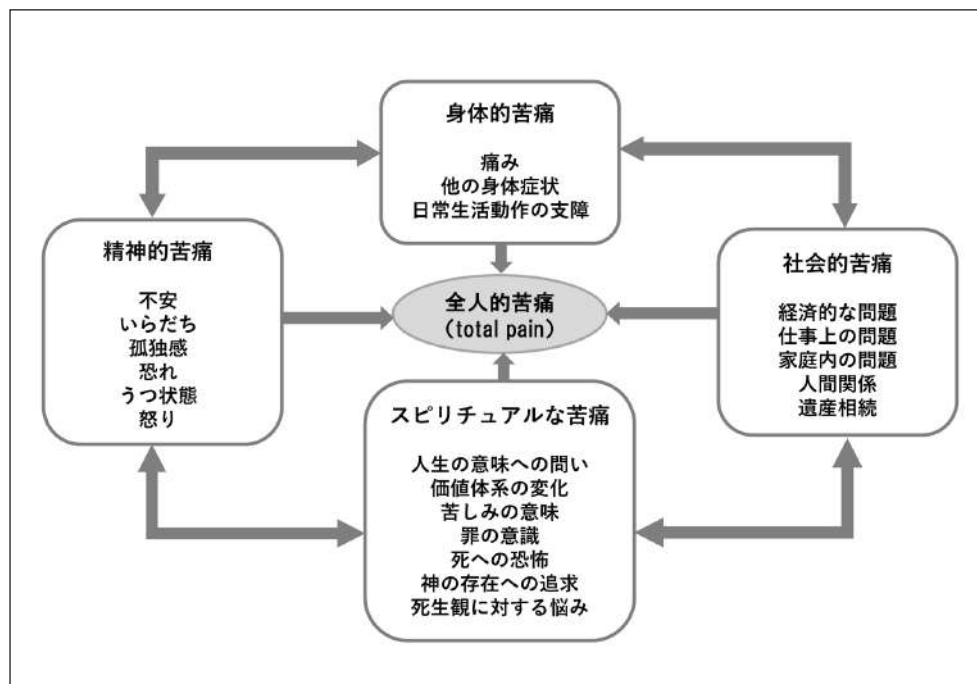 身体的苦痛
痛み
他の身体症状
日常生活動作の支障
精神的苦痛
不安
いらだち
孤独感
恐れ
うつ状態
怒り
全人的苦痛
(total pain)
社会的苦痛
経済的な問題
仕事上の問題
家庭内の問題
人間関係
遺産相続
スピリチュアルな苦痛
人生の意味への問い
価値体系の変化
苦しみの意味
罪の意識
死への恐怖
神の存在への追求
死生観に対する悩み